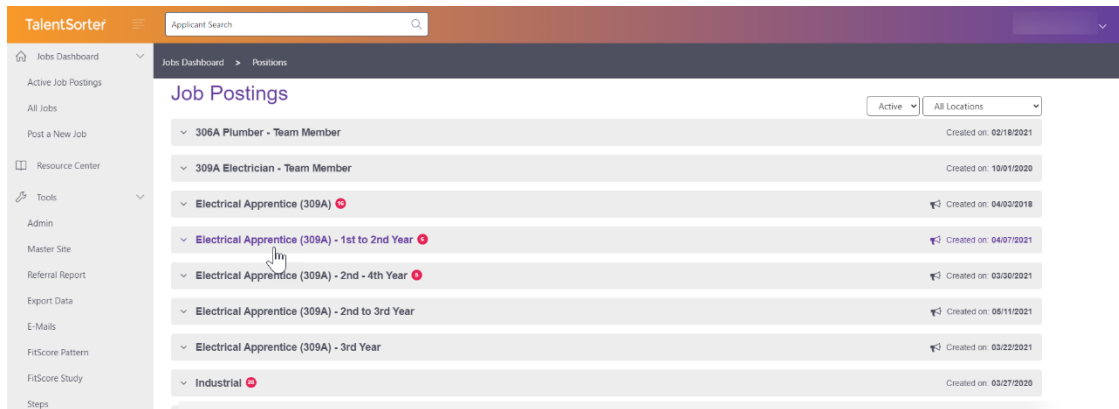 TalentSorter
Applicant Search
Jobs Dashboard
Active Job Postings
All Jobs
Post a New Job
Resource Center
Tools
Admin
Master Site
Referral Report
Export Data
E-Mails
FitScore Pattern
FitScore Study
Steps
Jobs Dashboard > Positions
Job Postings
Active All Locations
306A Plumber - Team Member Created on: 02/18/2021
309A Electrician - Team Member Created on: 10/01/2020
Electrical Apprentice (309A) 16 Created on: 04/03/2018
Electrical Apprentice (309A) - 1st to 2nd Year Created on: 04/07/2021
Electrical Apprentice (309A) - 2nd - 4th Year Created on: 03/30/2021
Electrical Apprentice (309A) - 2nd to 3rd Year Created on: 05/11/2021
Electrical Apprentice (309A) - 3rd Year Created on: 03/22/2021
Industrial Created on: 03/27/2020